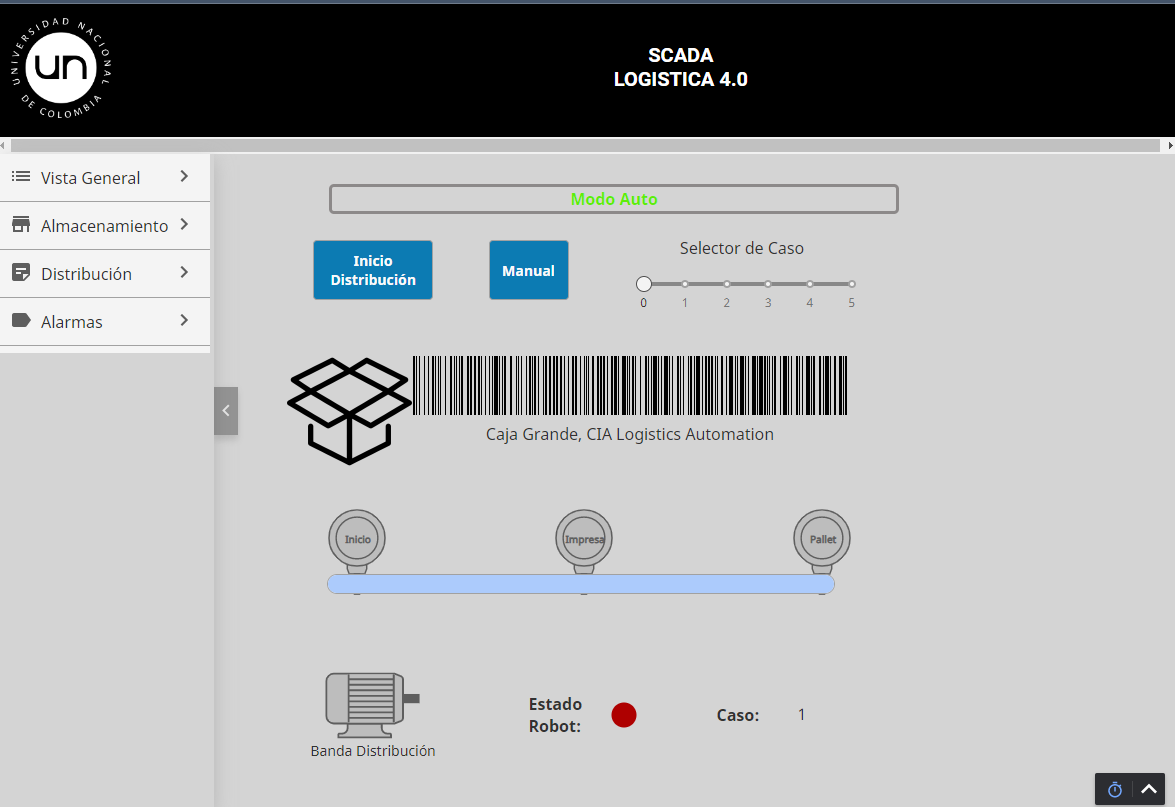 UNIVERSIDAD NACIONAL
DE COLOMBIA
un
SCADA
LOGISTICA 4.0
Vista General
Almacenamiento
Distribución
Alarmas
Modo Auto
Inicio
Distribución
Manual
Selector de Caso
0 1 2 3 4 5
Caja Grande, CIA Logistics Automation
Inicio
Impresa
Pallet
Banda Distribución
Estado
Robot:
Caso: 1